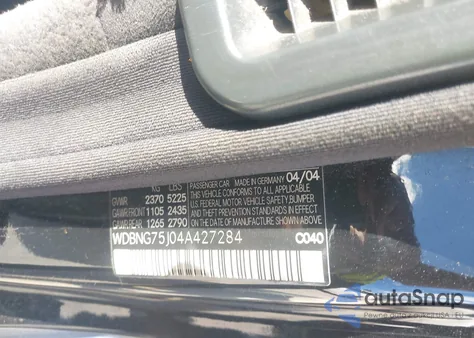 KG LBS PASSENGER CAR MADE IN GERMANY 04/04
GVWR 2370 5225 THIS VEHICLE CONFORMS TO ALL
GAWR FRONT 1105 2435 APPLICABLE U.S. FEDERAL MOTOR
GAWR REAR 1265 2790 VEHICLE SAFETY, BUMPER
AND THEFT PREVENTION STANDARDS
IN EFFECT ON THE DATE OF
MANUFACTURE SHOWN ABOVE
WDBNG75J04A427284 C040
autoSnap